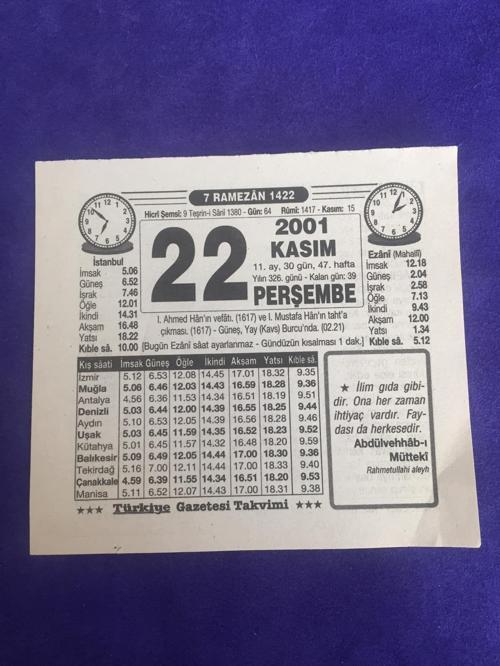 7 RAMEZÂN 1422
Hicrî Şemsî: 9 Teşrin-i Sânî 1380 - Gün: 64 Rûmî: 1417 - Kasım: 15
İstanbul
İmsak 5.06
Güneş 6.52
İşrak 7.46
Öğle 12.01
İkindi 14.31
Akşam 16.48
Yatsı 18.22
Kıble sâ. 10.00
22
2001
KASIM
11. ay, 30 gün, 47. hafta
Yılın 326. günü - Kalan gün: 39
PERŞEMBE
Ezânî (Mahallî)
İmsak 12.18
Güneş 2.04
İşrak 2.58
Öğle 7.13
İkindi 9.43
Akşam 12.00
Yatsı 1.34
Kıble sâ. 5.12
I. Ahmed Hân'ın vefâtı. (1617) ve I. Mustafa Hân'ın taht'a
çıkması. (1617) - Güneş, Yay (Kavs) Burcu'nda. (02.21)
[Bugün Ezânî sâat ayarlanmaz - Gündüzün kısalması 1 dak.]
Kış sâati İmsak Güneş Öğle İkindi Akşam Yatsı Kıble sâ.
İzmir 5.12 6.53 12.08 14.45 17.01 18.32 9.35
Muğla 5.06 6.46 12.03 14.43 16.59 18.28 9.36
Antalya 4.56 6.36 11.53 14.34 16.51 18.19 9.51
Denizli 5.03 6.44 12.00 14.39 16.55 18.25 9.44
Aydın 5.10 6.53 12.05 14.39 16.56 18.28 9.46
Uşak 5.03 6.45 11.59 14.35 16.52 18.23 9.52
Kütahya 5.01 6.45 11.57 14.32 16.48 18.20 9.59
Balıkesir 5.09 6.49 12.05 14.44 17.00 18.30 9.36
Tekirdağ 5.16 7.00 12.11 14.44 17.00 18.33 9.40
Çanakkale 4.59 6.39 11.55 14.34 16.51 18.20 9.53
Manisa 5.11 6.52 12.07 14.43 17.00 18.31 9.38
★ İlim gıda gibi-
dir. Ona her zaman
ihtiyaç vardır. Fay-
dası da herkesedir.
Abdülvehhâb-ı
Müttekî
Rahmetullahi aleyh
★★★ Türkiye Gazetesi Takvimi ★★★